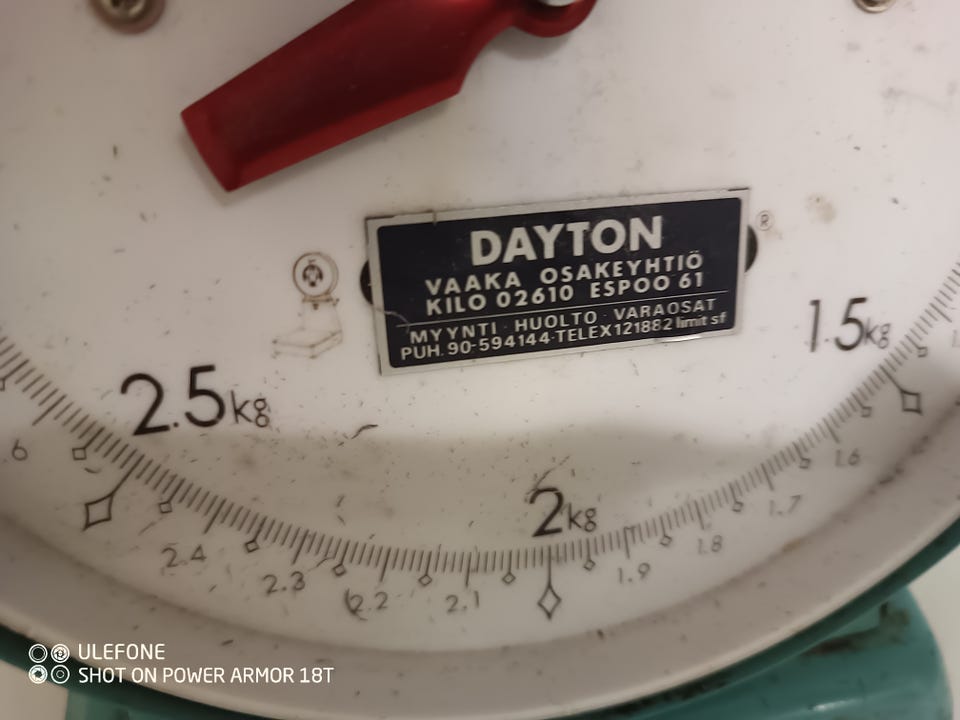 DAYTON
VAAKA OSAKEYHTIÖ
KILO 02610 ESPOO 61
MYYNTI · HUOLTO · VARAOSAT
PUH. 90-594144·TELEX 121882 limit sf
®
1.5kg
2.5kg
2kg
6
2.4
2.3
2.2
2.1
1.9
1.8
1.7
1.6
ULEFONE
SHOT ON POWER ARMOR 18T